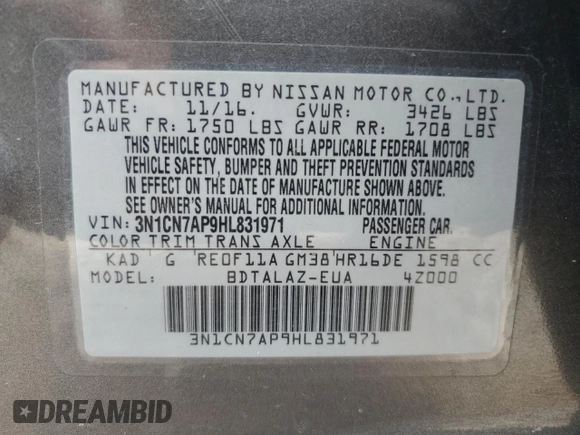 MANUFACTURED BY NISSAN MOTOR CO.,LTD.
DATE: 11/16. GVWR: 3426 LBS
GAWR FR: 1750 LBS GAWR RR: 1708 LBS
THIS VEHICLE CONFORMS TO ALL APPLICABLE FEDERAL MOTOR
VEHICLE SAFETY, BUMPER AND THEFT PREVENTION STANDARDS
IN EFFECT ON THE DATE OF MANUFACTURE SHOWN ABOVE.
SEE OWNER'S MANUAL FOR ADDITIONAL INFORMATION.
VIN: 3N1CN7AP9HL831971 PASSENGER CAR.
COLOR TRIM TRANS AXLE ENGINE
KAD G RE0F11A GM38 HR16DE 1598 CC
BDTALAZ-EUA 4Z000
3N1CN7AP9HL831971
DREAMBID